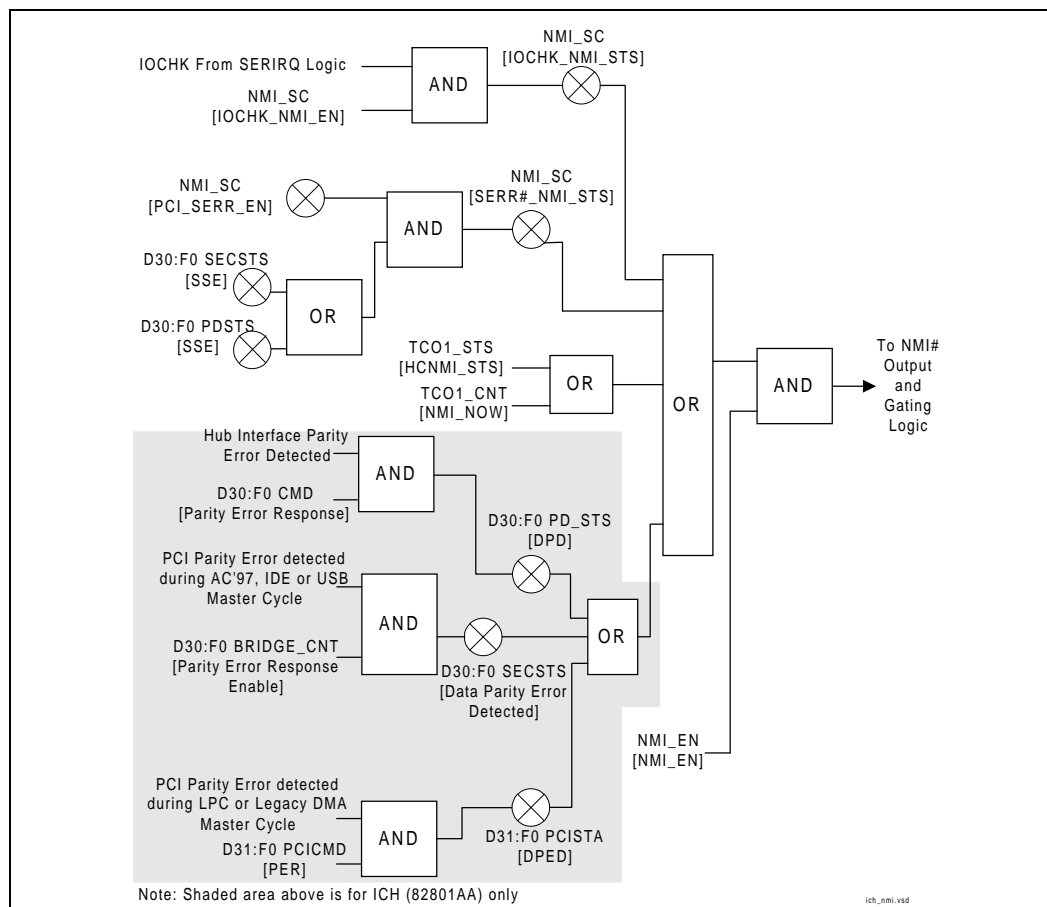 NMI_SC
[IOCHK_NMI_STS]
IOCHK From SERIRQ Logic
AND
NMI_SC
[IOCHK_NMI_EN]
NMI_SC
[PCI_SERR_EN]
AND
NMI_SC
[SERR#_NMI_STS]
D30:F0 SECSTS
[SSE]
OR
D30:F0 PDSTS
[SSE]
TCO1_STS
[HCNMI_STS]
OR
TCO1_CNT
[NMI_NOW]
OR
AND
To NMI#
Output
and
Gating
Logic
Hub Interface Parity
Error Detected
AND
D30:F0 CMD
[Parity Error Response]
D30:F0 PD_STS
[DPD]
PCI Parity Error detected
during AC'97, IDE or USB
Master Cycle
AND
OR
D30:F0 BRIDGE_CNT
[Parity Error Response
Enable]
D30:F0 SECSTS
[Data Parity Error
Detected]
NMI_EN
[NMI_EN]
PCI Parity Error detected
during LPC or Legacy DMA
Master Cycle
AND
D31:F0 PCICMD
[PER]
D31:F0 PCISTA
[DPED]
Note: Shaded area above is for ICH (82801AA) only
ich_nmi.vsd